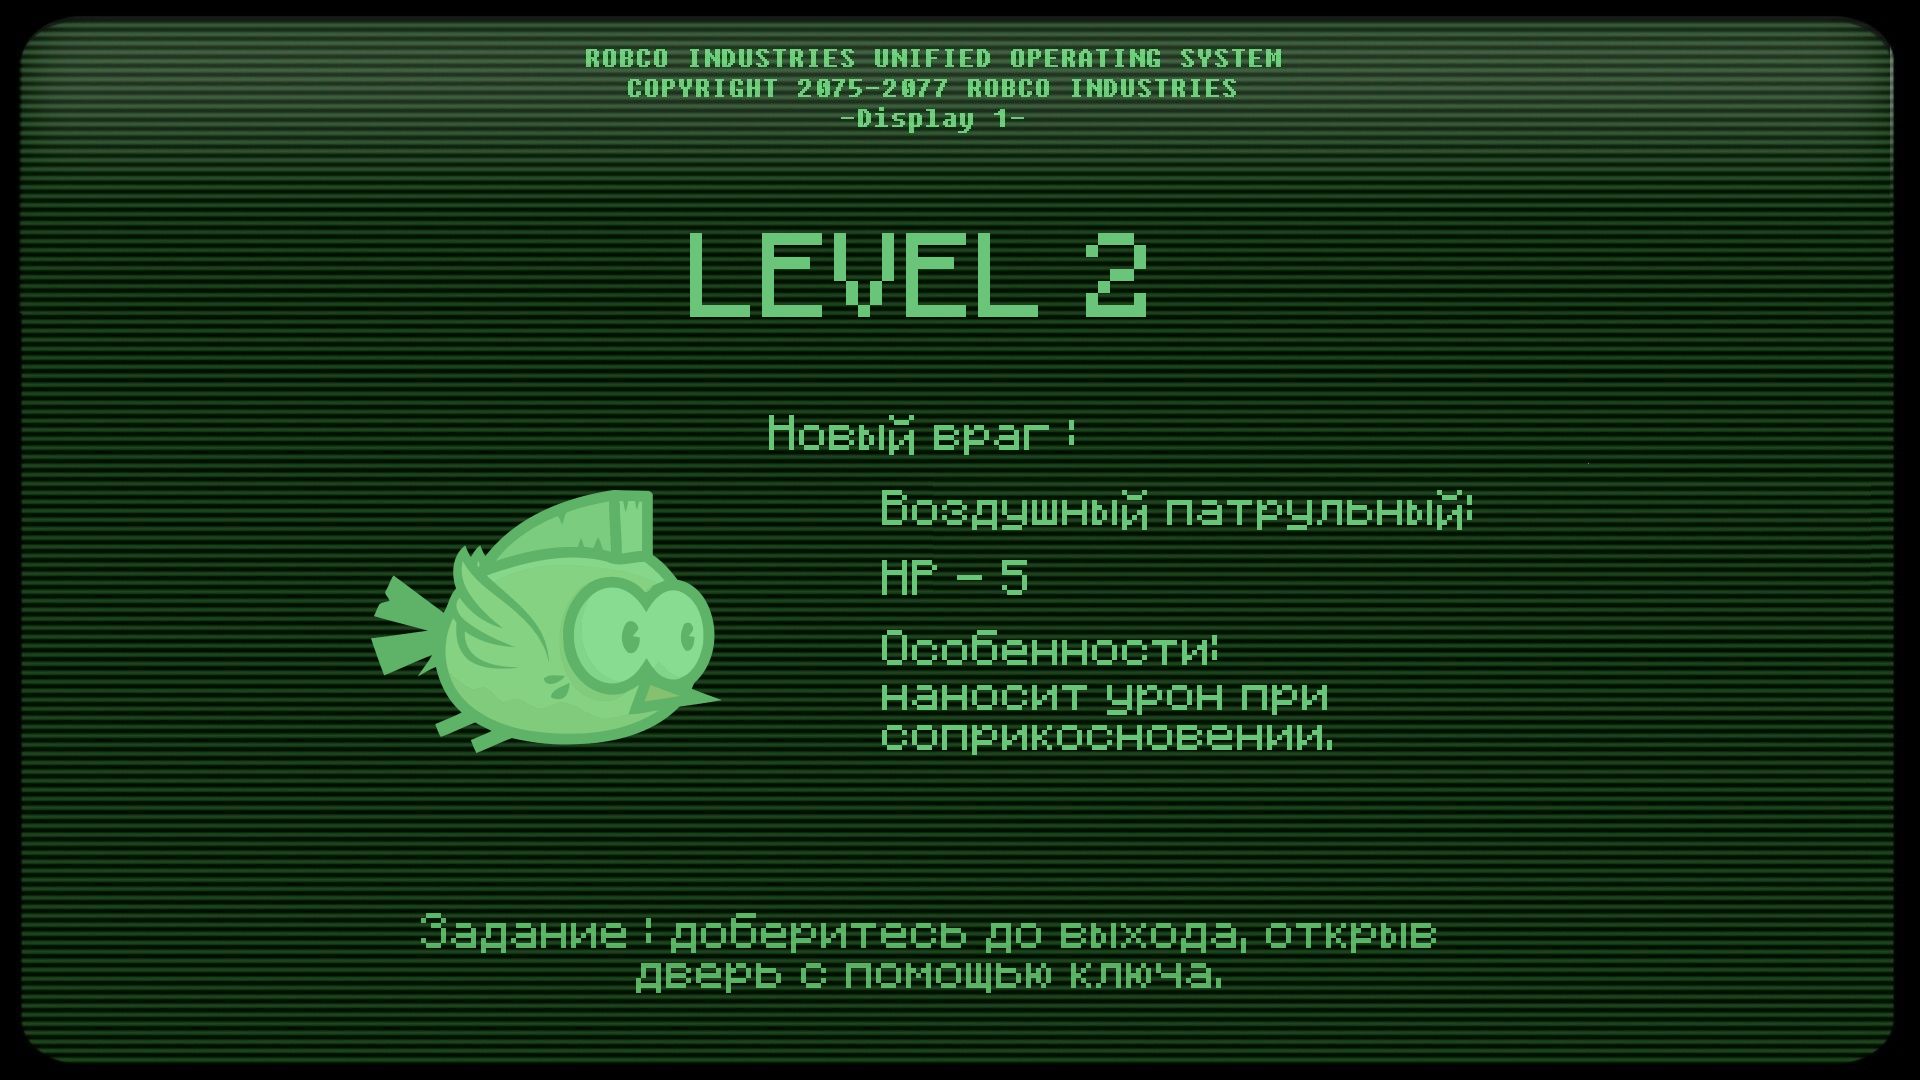 ROBCO INDUSTRIES UNIFIED OPERATING SYSTEM
COPYRIGHT 2075-2077 ROBCO INDUSTRIES
-Display 1-
LEVEL 2
Новый враг :
Воздушный патрульный:
HP - 5
Особенности:
наносит урон при
соприкосновении.
Задание : доберитесь до выхода, открыв
дверь с помощью ключа.